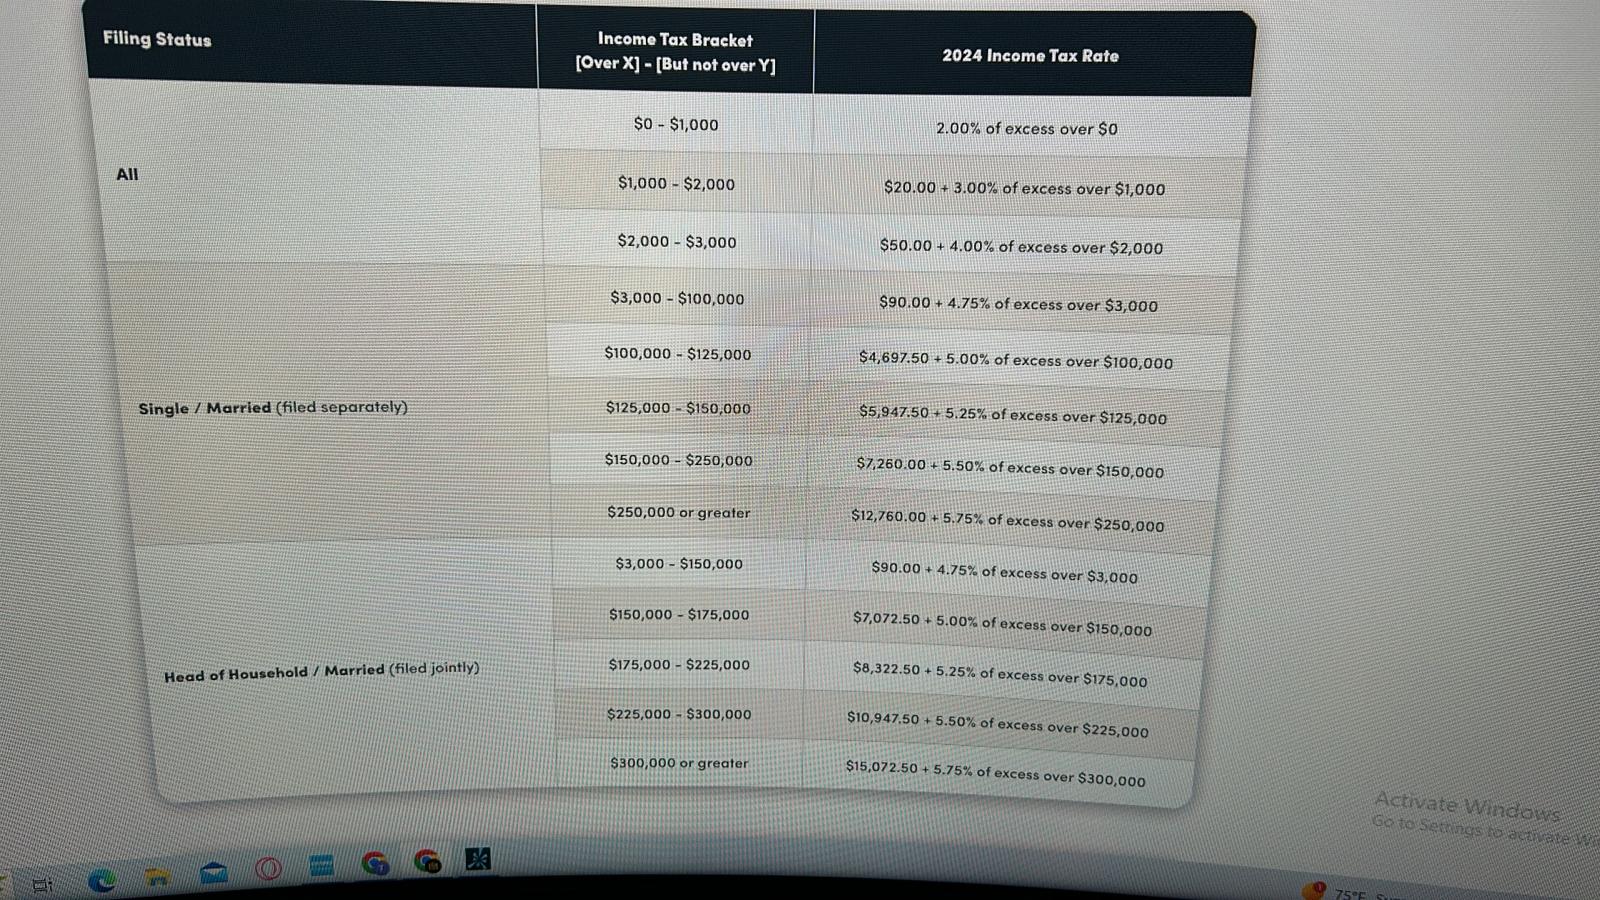 Filing Status
Income Tax Bracket
[Over X] - [But not over Y]
2024 Income Tax Rate
All
$0 - $1,000
2.00% of excess over $0
$1,000 - $2,000
$20.00 + 3.00% of excess over $1,000
$2,000 - $3,000
$50.00 + 4.00% of excess over $2,000
Single / Married (filed separately)
$3,000 - $100,000
$90.00 + 4.75% of excess over $3,000
$100,000 - $125,000
$4,697.50 + 5.00% of excess over $100,000
$125,000 - $150,000
$5,947.50 + 5.25% of excess over $125,000
$150,000 - $250,000
$7,260.00 + 5.50% of excess over $150,000
$250,000 or greater
$12,760.00 + 5.75% of excess over $250,000
Head of Household / Married (filed jointly)
$3,000 - $150,000
$90.00 + 4.75% of excess over $3,000
$150,000 - $175,000
$7,072.50 + 5.00% of excess over $150,000
$175,000 - $225,000
$8,322.50 + 5.25% of excess over $175,000
$225,000 - $300,000
$10,947.50 + 5.50% of excess over $225,000
$300,000 or greater
$15,072.50 + 5.75% of excess over $300,000
Activate Windows
Go to Settings to activate
75°F